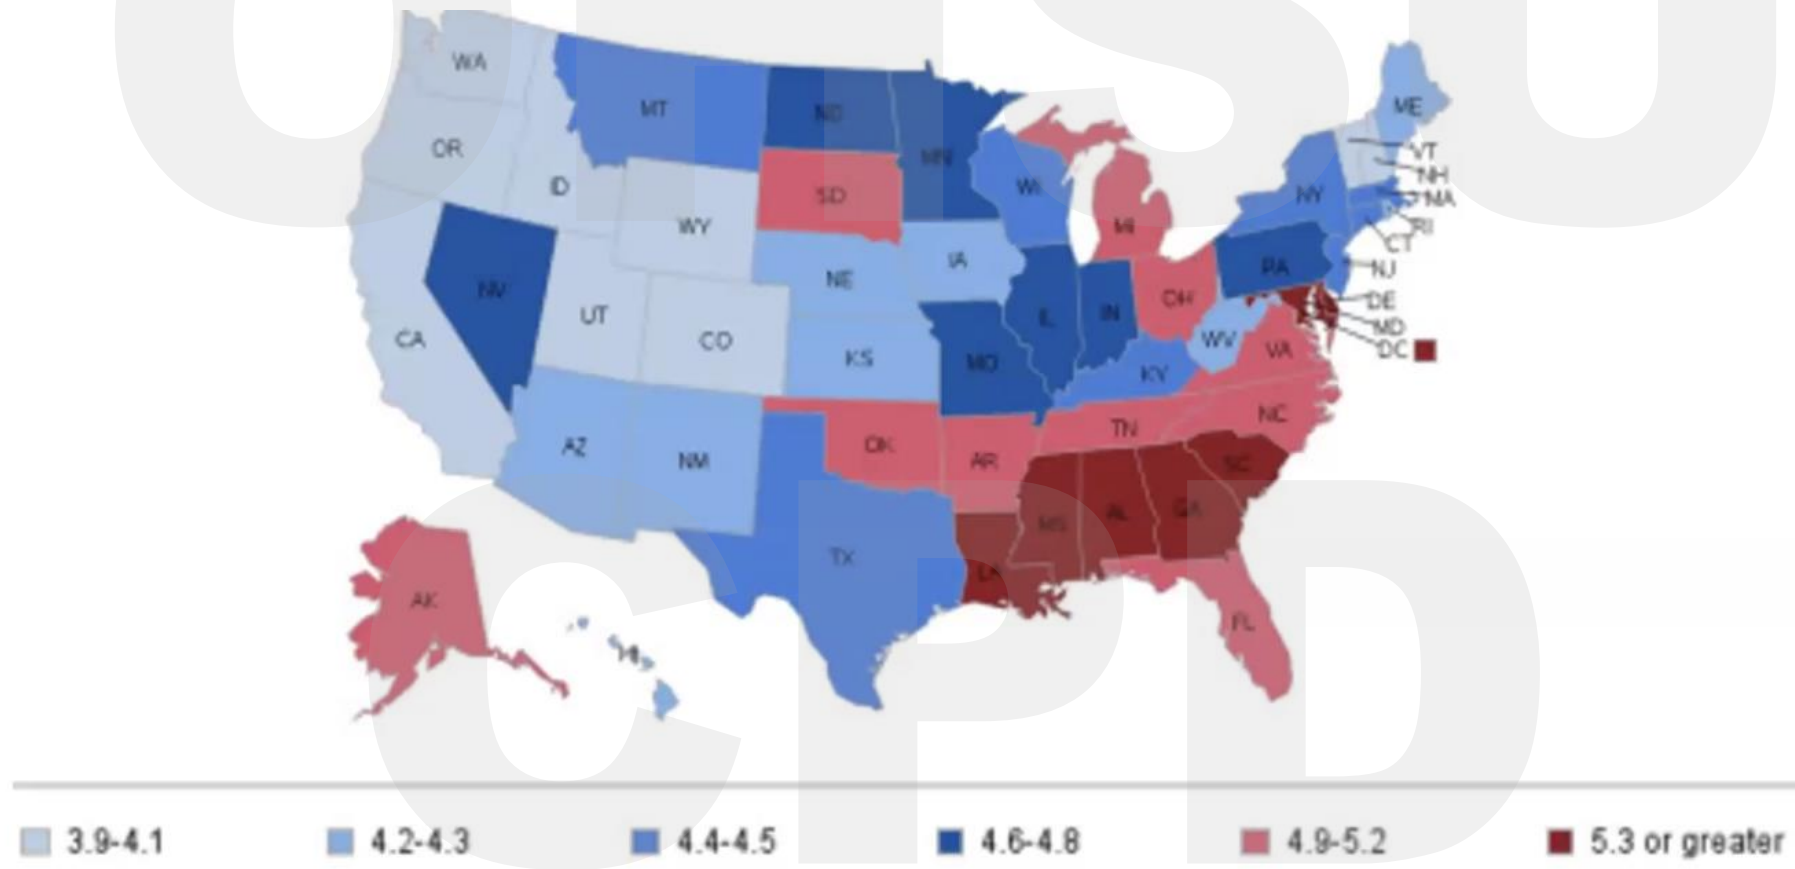 WA
MT
ND
MN
ME
OR
ID
SD
WI
VT
NH
MA
NY
RI
CT
WY
MI
IA
NE
PA
NJ
NV
UT
CO
IL
IN
OH
DE
MD
DC
CA
KS
MO
WV
VA
KY
NC
AZ
NM
OK
AR
TN
SC
MS
AL
GA
TX
LA
AK
FL
CPD
3.9-4.1
4.2-4.3
4.4-4.5
4.6-4.8
4.9-5.2
5.3 or greater